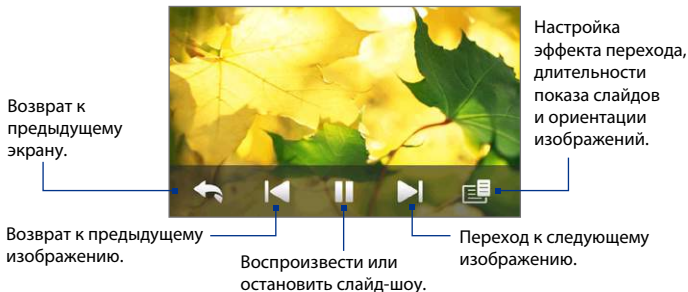 Настройка
эффекта перехода,
длительности
показа слайдов
и ориентации
изображений.
Возврат к
предыдущему
экрану.
Возврат к предыдущему
изображению.
Воспроизвести или
остановить слайд-шоу.
Переход к следующему
изображению.